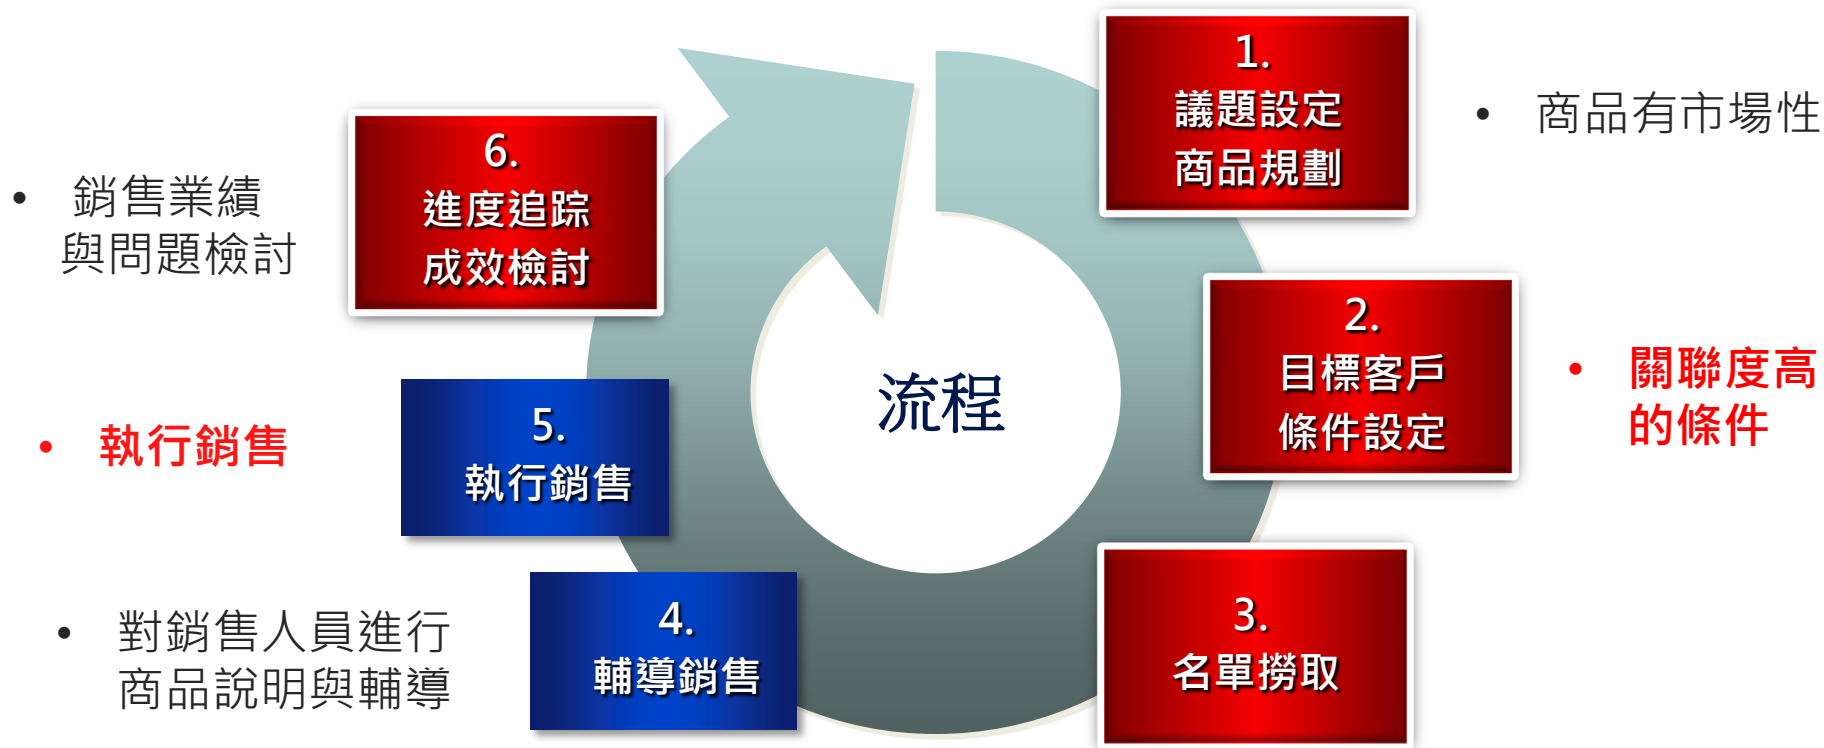 1.
議題設定
商品規劃
• 商品有市場性
2.
目標客戶
條件設定
• 關聯度高
的條件
3.
名單撈取
4.
輔導銷售
• 對銷售人員進行
商品說明與輔導
5.
執行銷售
• 執行銷售
6.
進度追踪
成效檢討
• 銷售業績
與問題檢討
流程